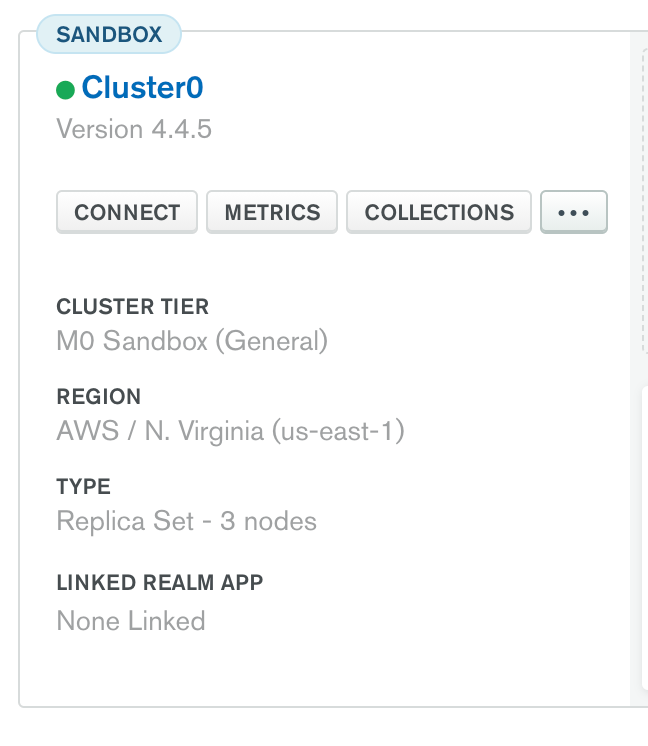 SANDBOX
Cluster0
Version 4.4.5
CONNECT METRICS COLLECTIONS •••
CLUSTER TIER
M0 Sandbox (General)
REGION
AWS / N. Virginia (us-east-1)
TYPE
Replica Set - 3 nodes
LINKED REALM APP
None Linked